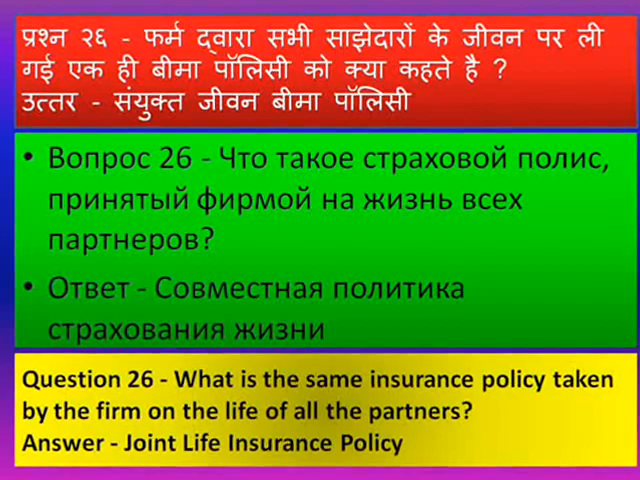 प्रश्न २६ - फर्म द्वारा सभी साझेदारों के जीवन पर ली
गई एक ही बीमा पॉलिसी को क्या कहते है ?
उत्तर - संयुक्त जीवन बीमा पॉलिसी
• Вопрос 26 - Что такое страховой полис,
принятый фирмой на жизнь всех
партнеров?
• Ответ - Совместная политика
страхования жизни
Question 26 - What is the same insurance policy taken
by the firm on the life of all the partners?
Answer - Joint Life Insurance Policy